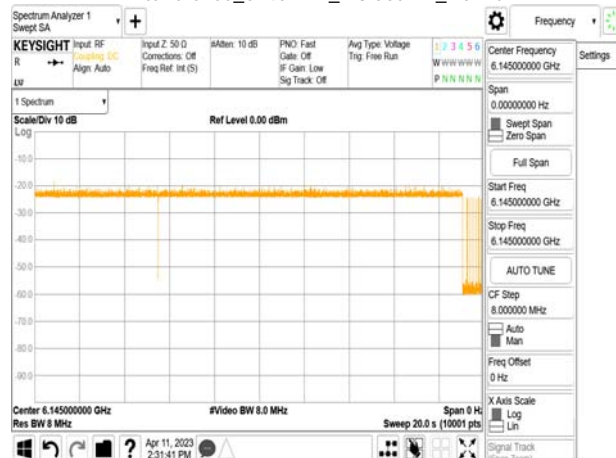 Spectrum Analyzer 1
Swept SA
Frequency
Settings
KEYSIGHT
R
Input: RF
Coupling: DC
Align: Auto
Input Z: 50 Ω
Corrections: Off
Freq Ref: Int (S)
#Atten: 10 dB
PNO: Fast
Gate: Off
IF Gain: Low
Sig Track: Off
Avg Type: Voltage
Trig: Free Run
1 2 3 4 5 6
W W W W W W
P N N N N N
1 Spectrum
Scale/Div 10 dB
Ref Level 0.00 dBm
Log
-10.0
-20.0
-30.0
-40.0
-50.0
-60.0
-70.0
-80.0
-90.0
Center 6.145000000 GHz
#Video BW 8.0 MHz
Span 0 Hz
Res BW 8 MHz
Sweep 20.0 s (10001 pts
Apr 11, 2023
2:31:41 PM
?
Center Frequency
6.145000000 GHz
Span
0.00000000 Hz
Swept Span
Zero Span
Full Span
Start Freq
6.145000000 GHz
Stop Freq
6.145000000 GHz
AUTO TUNE
CF Step
8.000000 MHz
Auto
Man
Freq Offset
0 Hz
X Axis Scale
Log
Lin
Signal Track